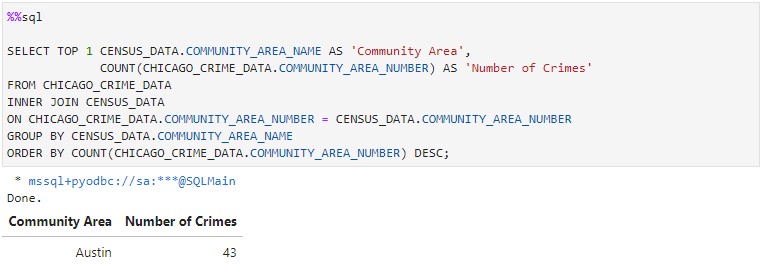 %%sql
SELECT TOP 1 CENSUS_DATA.COMMUNITY_AREA_NAME AS 'Community Area',
COUNT(CHICAGO_CRIME_DATA.COMMUNITY_AREA_NUMBER) AS 'Number of Crimes'
FROM CHICAGO_CRIME_DATA
INNER JOIN CENSUS_DATA
ON CHICAGO_CRIME_DATA.COMMUNITY_AREA_NUMBER = CENSUS_DATA.COMMUNITY_AREA_NUMBER
GROUP BY CENSUS_DATA.COMMUNITY_AREA_NAME
ORDER BY COUNT(CHICAGO_CRIME_DATA.COMMUNITY_AREA_NUMBER) DESC;
* mssql+pyodbc://sa:***@SQLMain
Done.
Community Area Number of Crimes
Austin 43